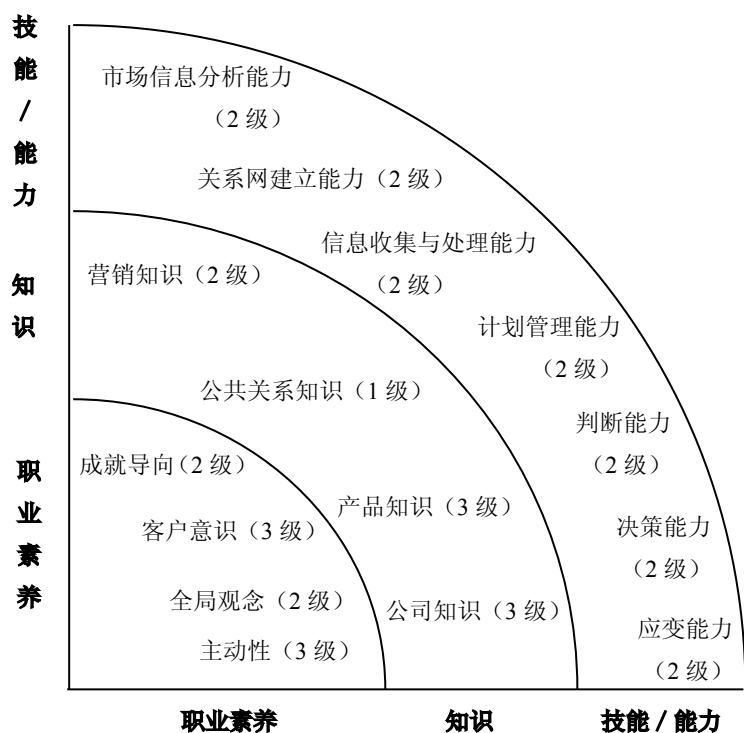 技能/能力
知识
职业素养
市场信息分析能力
（2 级）
关系网建立能力（2 级）
信息收集与处理能力
（2 级）
营销知识（2 级）
计划管理能力
（2 级）
公共关系知识（1 级）
判断能力
（2 级）
成就导向（2 级）
产品知识（3 级）
客户意识（3 级）
决策能力
（2 级）
全局观念（2 级）
公司知识（3 级）
主动性（3 级）
应变能力
（2 级）
职业素养
知识
技能 / 能力